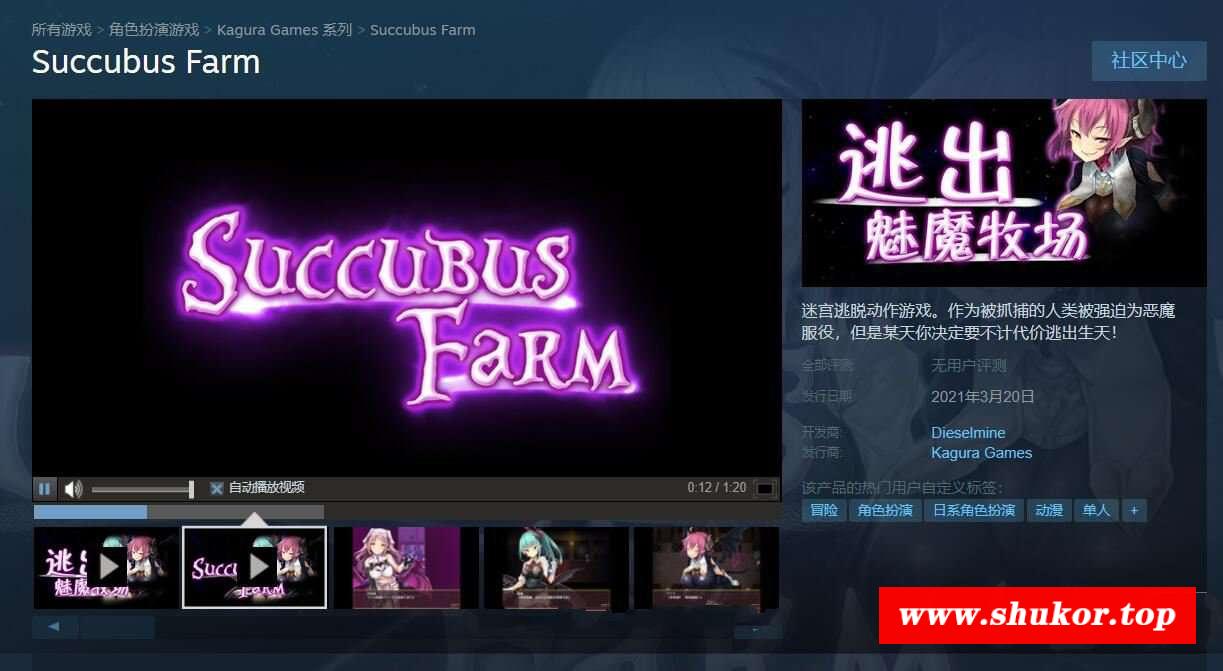 所有游戏 > 角色扮演游戏 > Kagura Games 系列 > Succubus Farm
Succubus Farm
社区中心
SUCCUBUS
FARM
逃出
魅魔牧场
迷宫逃脱动作游戏。作为被抓捕的人类被强迫为恶魔
服役，但是某天你决定要不计代价逃出生天！
全部评测: 无用户评测
发行日期: 2021年3月20日
开发商: Dieselmine
发行商: Kagura Games
该产品的热门用户自定义标签：
冒险 角色扮演 日系角色扮演 动漫 单人 +
自动播放视频
0:12 / 1:20
www.shukor.top